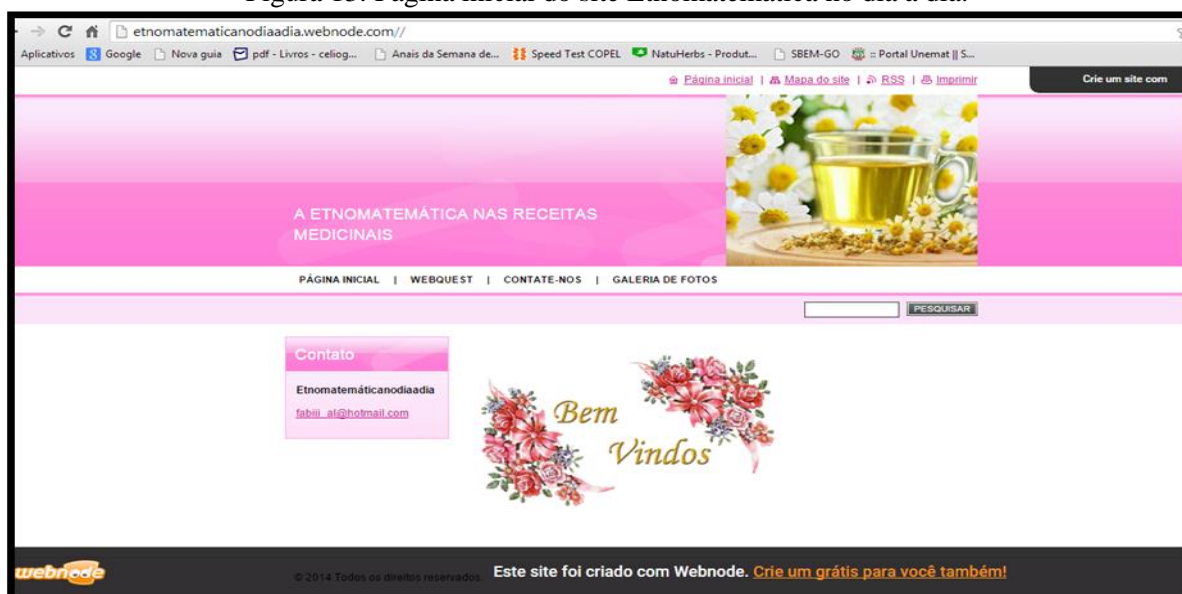 Figura 13: Página inicial do site Etnomatemática no dia a dia.
etnomatematicanodiaadia.webnode.com//
Aplicativos Google Nova guia pdf - Livros - celiog... Anais da Semana de... Speed Test COPEL NatuHerbs - Produt... SBEM-GO :: Portal Unemat || S...
Página inicial | Mapa do site | RSS | Imprimir
Crie um site com
A ETNOMATEMÁTICA NAS RECEITAS
MEDICINAIS
PÁGINA INICIAL | WEBQUEST | CONTATE-NOS | GALERIA DE FOTOS
PESQUISAR
Contato
Etnomatemáticanodiaadia
fabiii_al@hotmail.com
Bem
Vindos
webnode
© 2014 Todos os direitos reservados.
Este site foi criado com Webnode. Crie um grátis para você também!